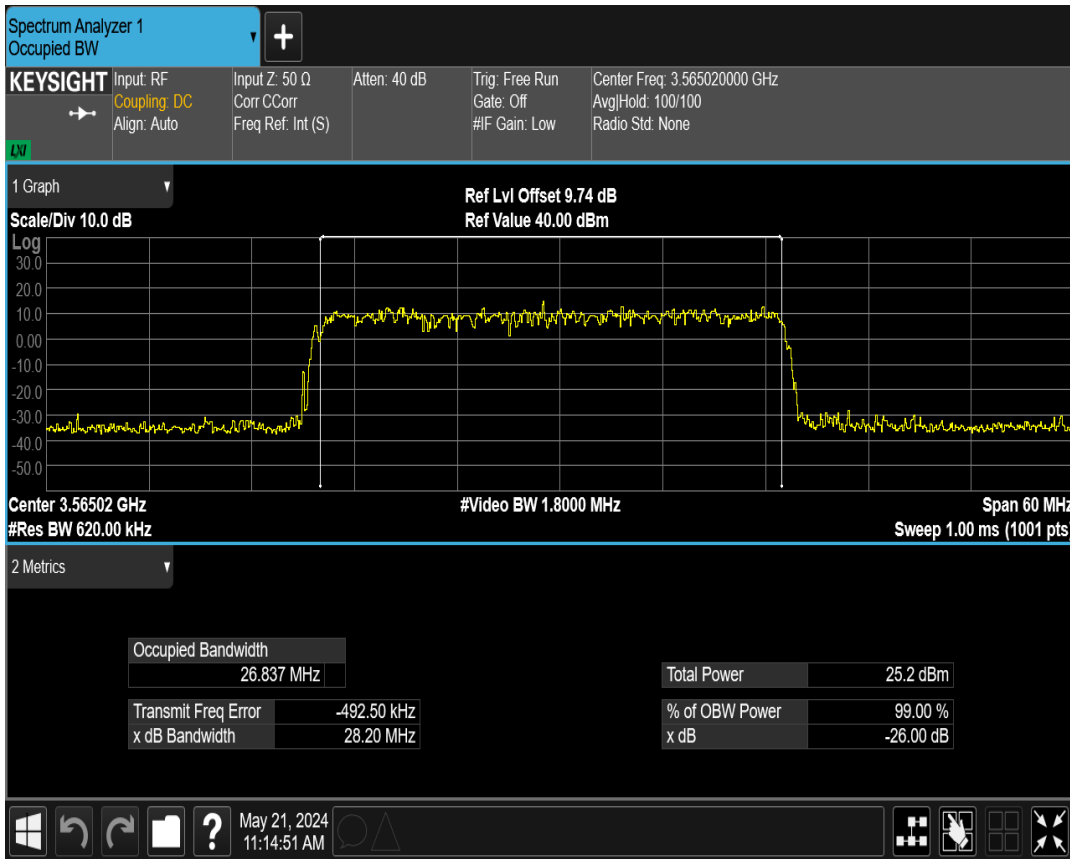 Spectrum Analyzer 1
Occupied BW
+
KEYSIGHT
LXI
Input: RF
Coupling: DC
Align: Auto
Input Z: 50 Ω
Corr CCorr
Freq Ref: Int (S)
Atten: 40 dB
Trig: Free Run
Gate: Off
#IF Gain: Low
Center Freq: 3.565020000 GHz
Avg|Hold: 100/100
Radio Std: None
1 Graph
Scale/Div 10.0 dB
Ref Lvl Offset 9.74 dB
Ref Value 40.00 dBm
Log
30.0
20.0
10.0
0.00
-10.0
-20.0
-30.0
-40.0
-50.0
Center 3.56502 GHz
#Video BW 1.8000 MHz
Span 60 MHz
#Res BW 620.00 kHz
Sweep 1.00 ms (1001 pts)
2 Metrics
Occupied Bandwidth
26.837 MHz
Total Power 25.2 dBm
Transmit Freq Error -492.50 kHz
% of OBW Power 99.00 %
x dB Bandwidth 28.20 MHz
x dB -26.00 dB
?
May 21, 2024
11:14:51 AM